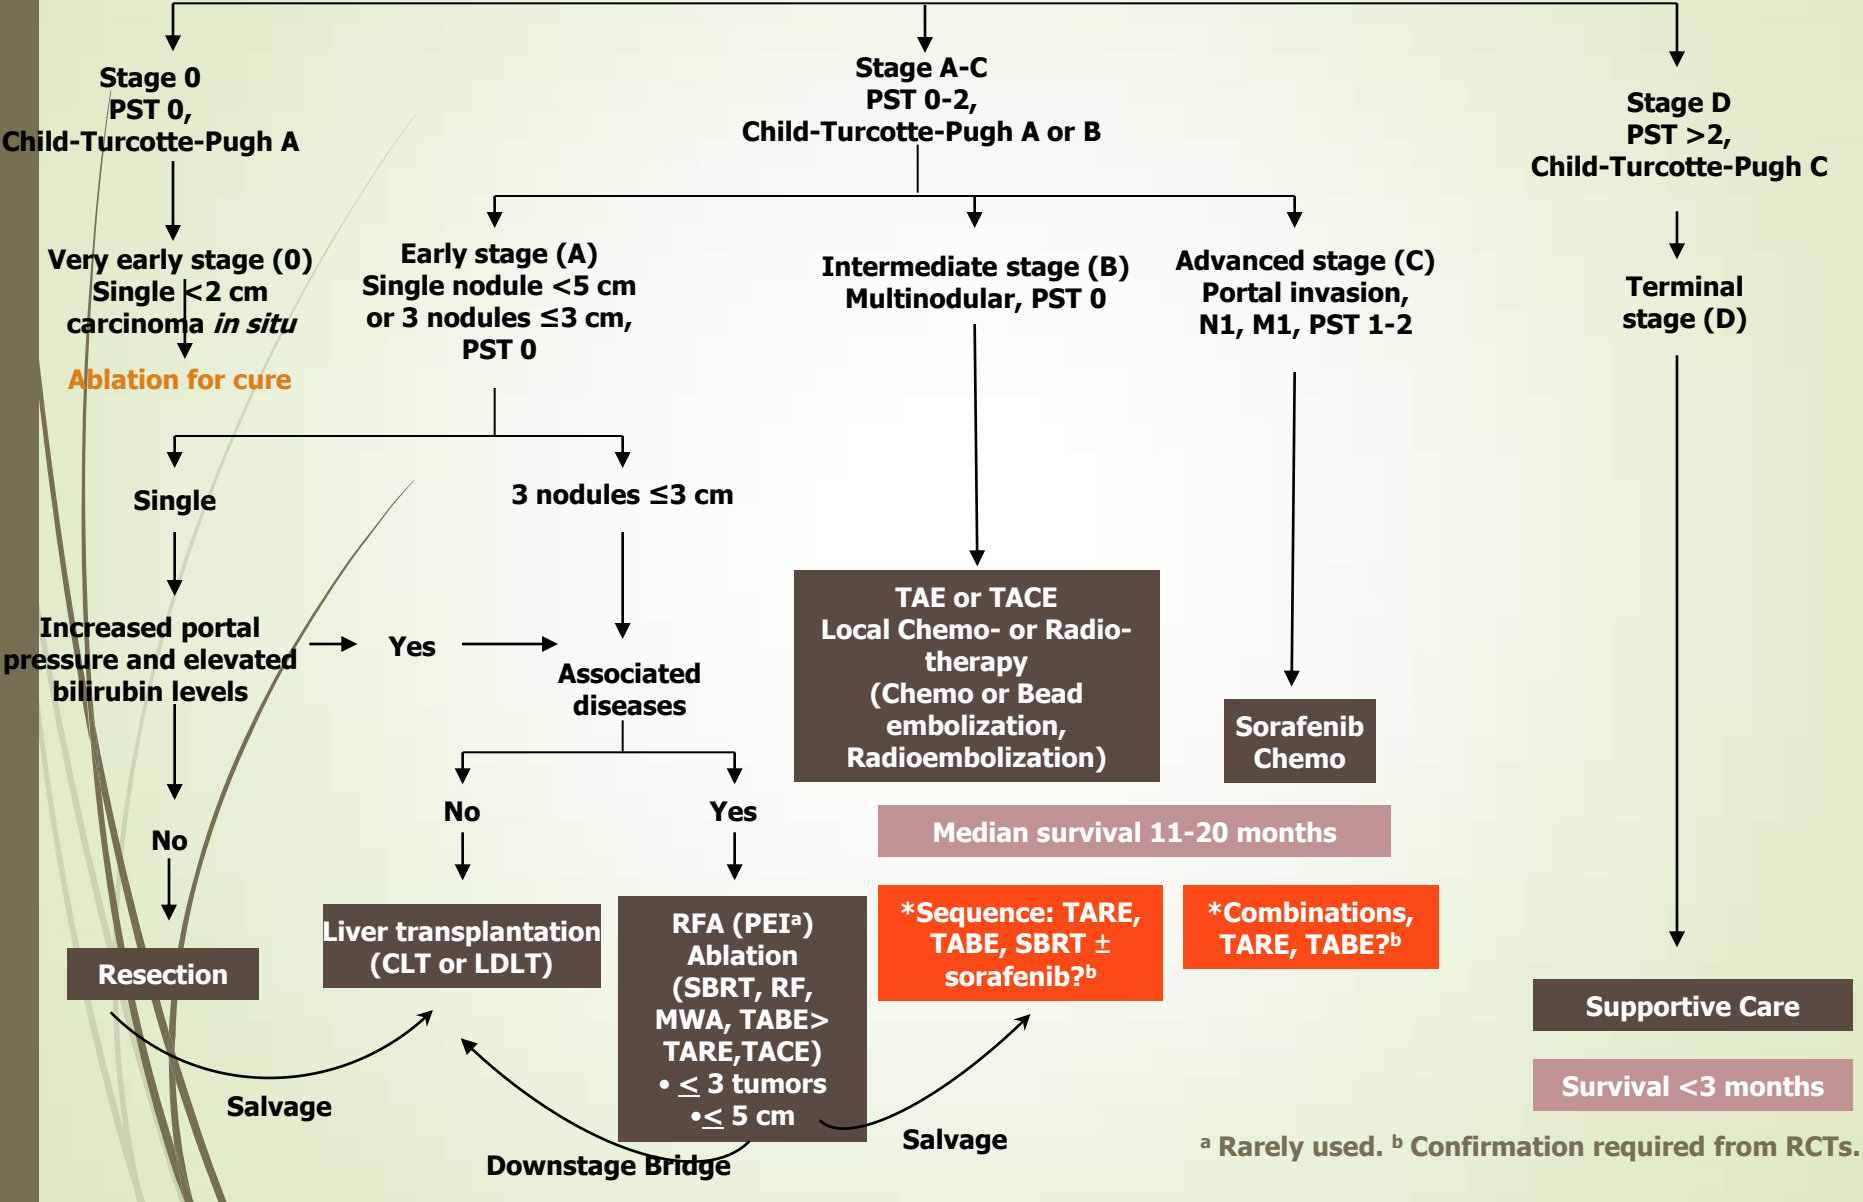 Stage 0
PST 0,
Child-Turcotte-Pugh A
Stage A-C
PST 0-2,
Child-Turcotte-Pugh A or B
Stage D
PST >2,
Child-Turcotte-Pugh C
Very early stage (0)
Single <2 cm
carcinoma in situ
Ablation for cure
Early stage (A)
Single nodule <5 cm
or 3 nodules ≤3 cm,
PST 0
Intermediate stage (B)
Multinodular, PST 0
Advanced stage (C)
Portal invasion,
N1, M1, PST 1-2
Terminal
stage (D)
Single
3 nodules ≤3 cm
Increased portal
pressure and elevated
bilirubin levels
Yes
Associated
diseases
No
No
Yes
TAE or TACE
Local Chemo- or Radio-
therapy
(Chemo or Bead
embolization,
Radioembolization)
Sorafenib
Chemo
Median survival 11-20 months
Resection
Liver transplantation
(CLT or LDLT)
RFA (PEIᵃ)
Ablation
(SBRT, RF,
MWA, TABE>
TARE,TACE)
• < 3 tumors
•< 5 cm
*Sequence: TARE,
TABE, SBRT ±
sorafenib?ᵇ
*Combinations,
TARE, TABE?ᵇ
Supportive Care
Survival <3 months
Salvage
Downstage Bridge
Salvage
ᵃ Rarely used. ᵇ Confirmation required from RCTs.